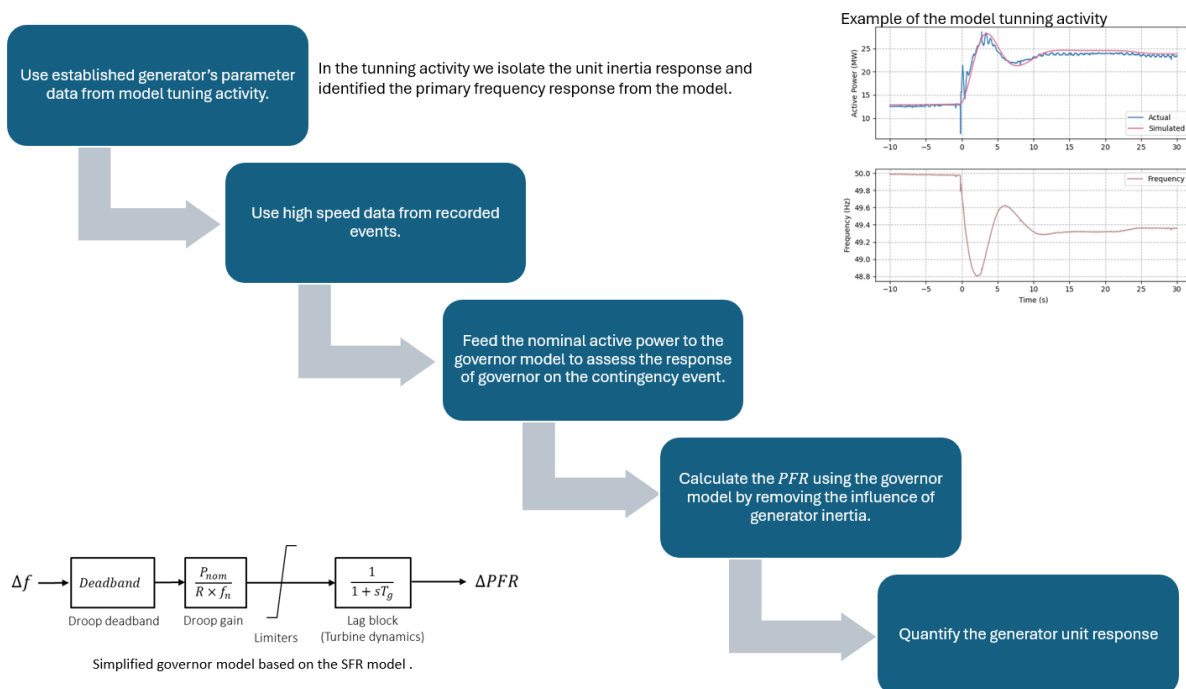 Example of the model tunning activity
Use established generator's parameter
data from model tuning activity.
In the tunning activity we isolate the unit inertia response and
identified the primary frequency response from the model.
Active Power (MW)
25
20
15
10
Actual
Simulated
−10 −5 0 5 10 15 20 25 30
Use high speed data from recorded
events.
Frequency (Hz)
50.0
49.8
49.6
49.4
49.2
49.0
48.8
Frequency
−10 −5 0 5 10 15 20 25 30
Time (s)
Feed the nominal active power to the
governor model to assess the response
of governor on the contingency event.
Calculate the PFR using the governor
model by removing the influence of
generator inertia.
Quantify the generator unit response
Δf
Deadband
P_nom
R × f_n
1
1 + sT_g
ΔPFR
Droop deadband
Droop gain
Limiters
Lag block
(Turbine dynamics)
Simplified governor model based on the SFR model .